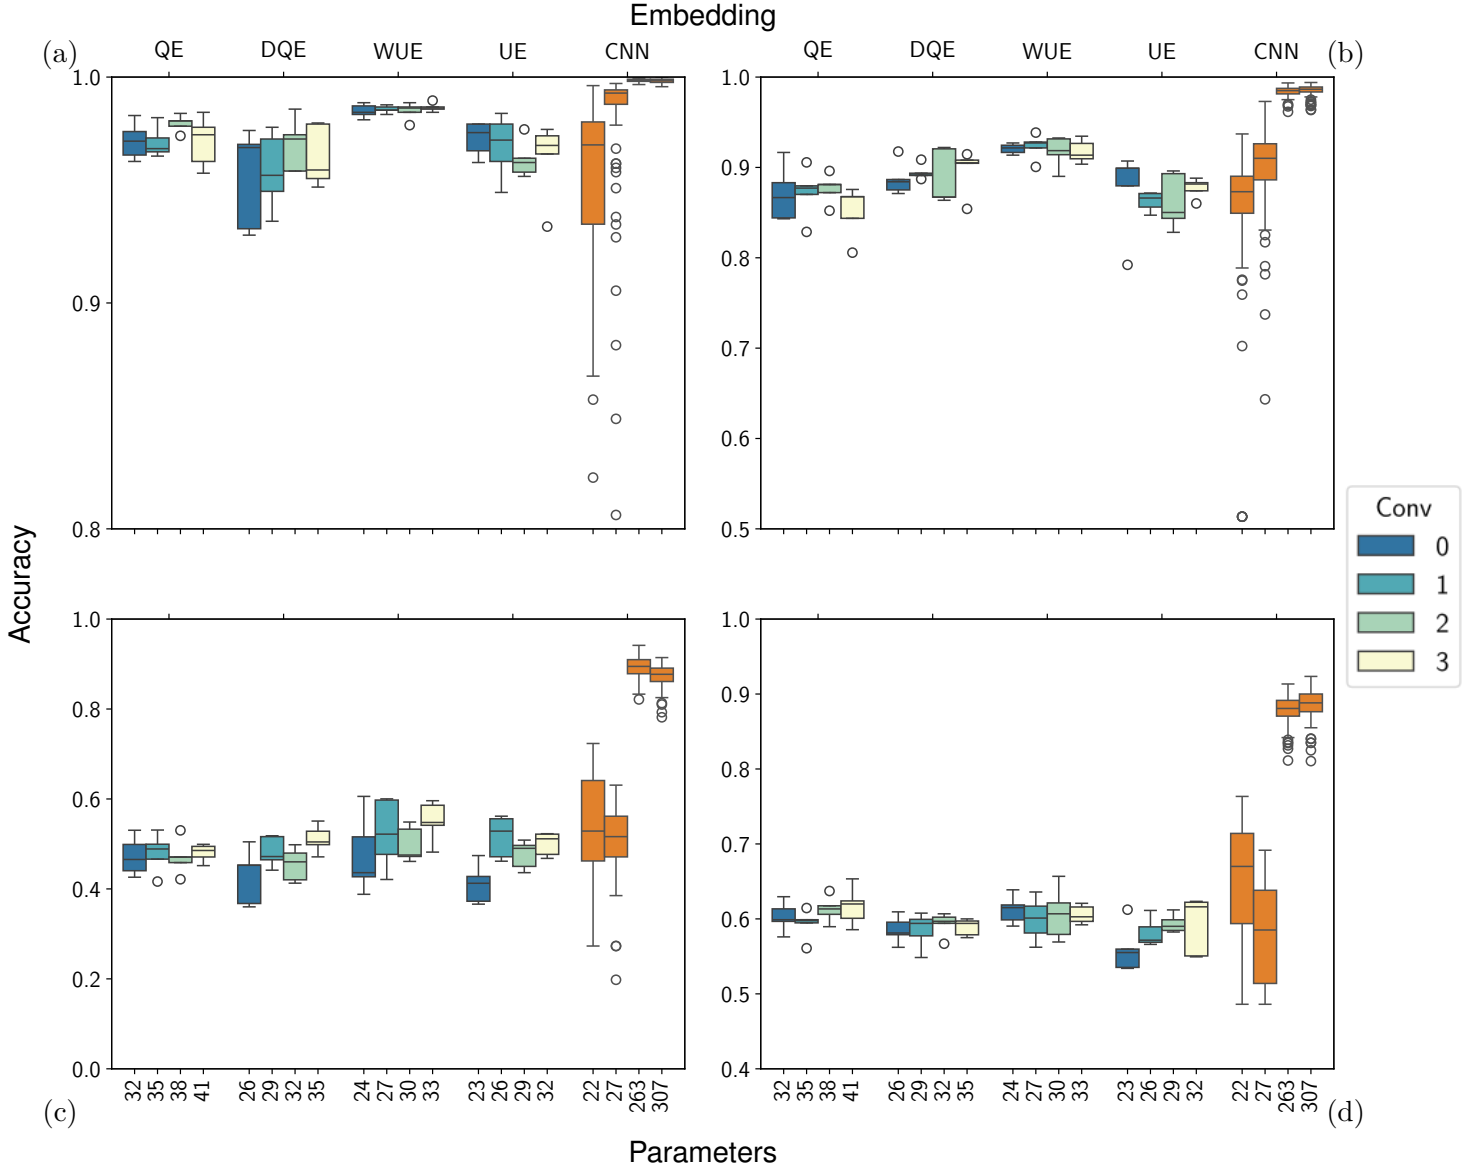 Embedding
(a) QE DQE WUE UE CNN
QE DQE WUE UE CNN (b)
1.0
0.9
0.8
1.0
0.9
0.8
0.7
0.6
0.5
Accuracy
Conv
0
1
2
3
1.0
0.8
0.6
0.4
0.2
0.0
1.0
0.9
0.8
0.7
0.6
0.5
0.4
32 35 38 41 26 29 32 35 24 27 30 33 23 26 29 32 22 27 263 307
32 35 38 41 26 29 32 35 24 27 30 33 23 26 29 32 22 27 263 307
(c)
(d)
Parameters